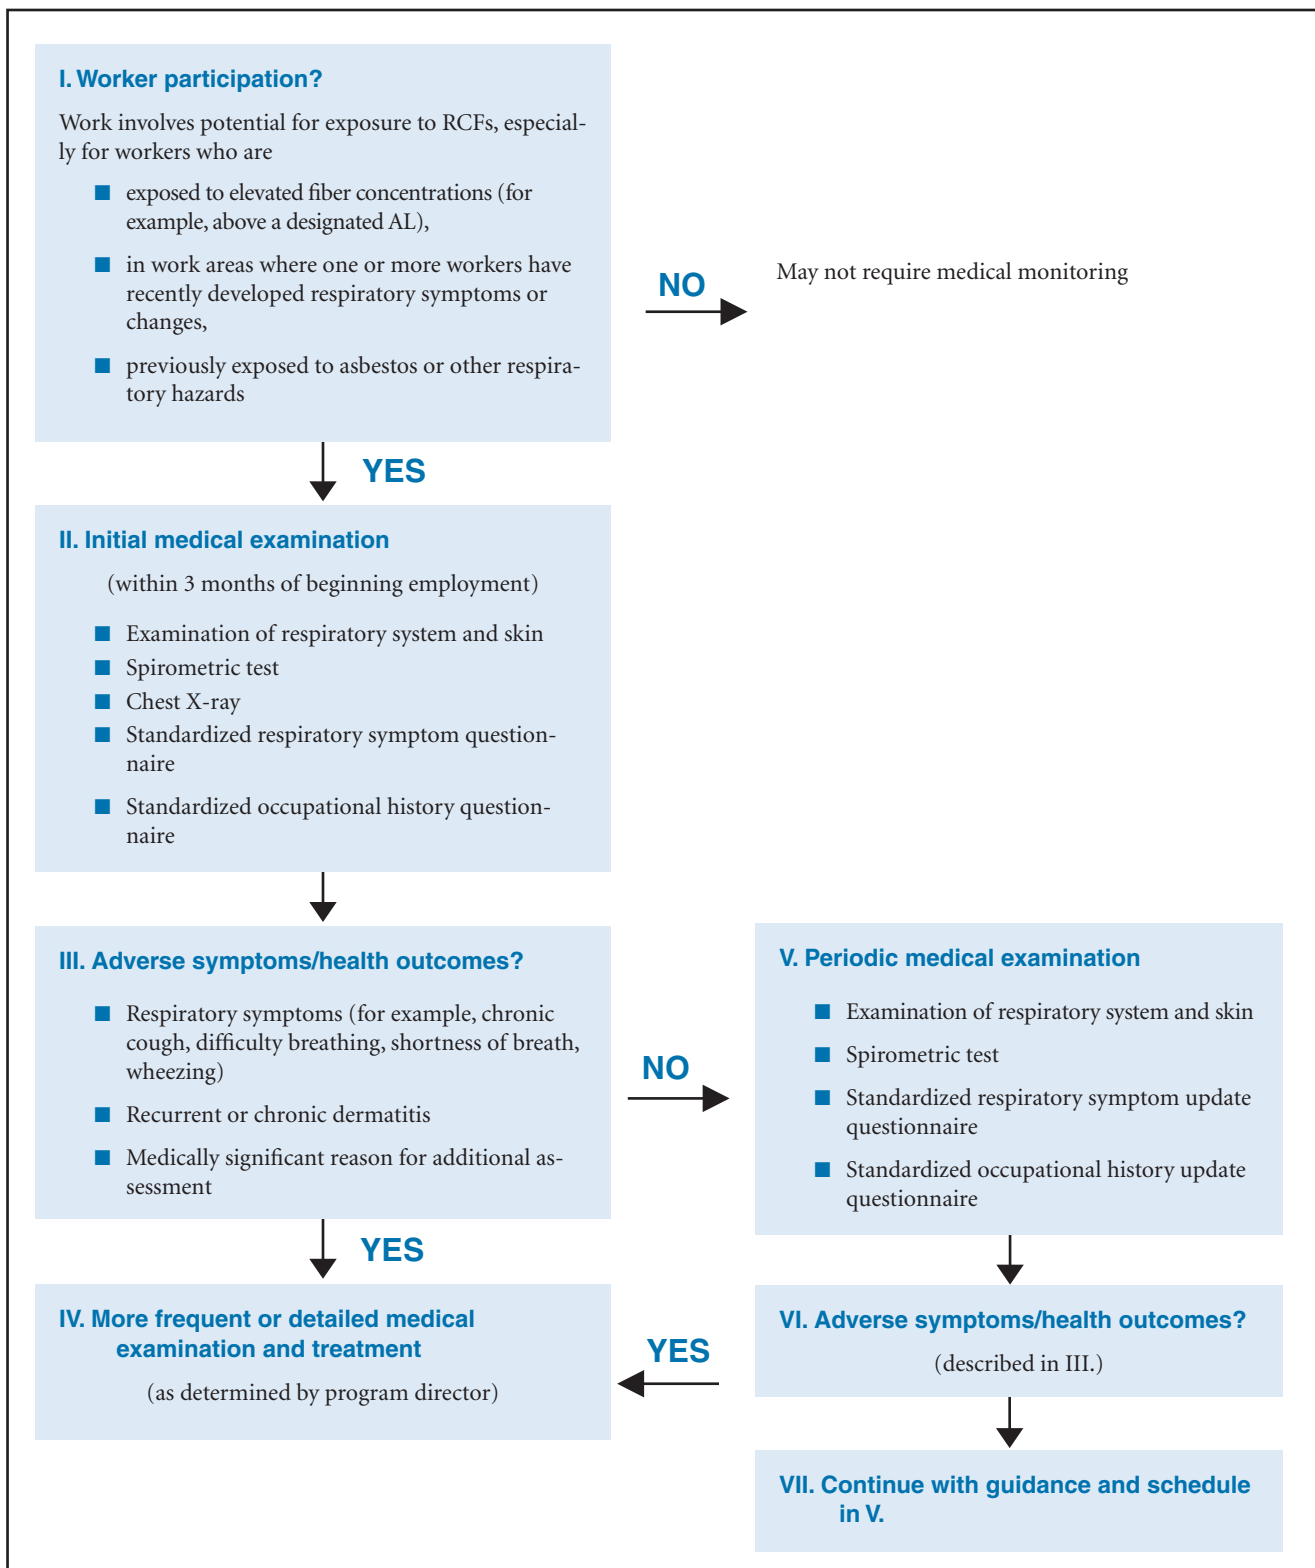 I. Worker participation?
Work involves potential for exposure to RCFs, especial-
ly for workers who are
■ exposed to elevated fiber concentrations (for
example, above a designated AL),
■ in work areas where one or more workers have
recently developed respiratory symptoms or
changes,
■ previously exposed to asbestos or other respira-
tory hazards
NO
May not require medical monitoring
YES
II. Initial medical examination
(within 3 months of beginning employment)
■ Examination of respiratory system and skin
■ Spirometric test
■ Chest X-ray
■ Standardized respiratory symptom question-
naire
■ Standardized occupational history question-
naire
III. Adverse symptoms/health outcomes?
■ Respiratory symptoms (for example, chronic
cough, difficulty breathing, shortness of breath,
wheezing)
■ Recurrent or chronic dermatitis
■ Medically significant reason for additional as-
sessment
NO
V. Periodic medical examination
■ Examination of respiratory system and skin
■ Spirometric test
■ Standardized respiratory symptom update
questionnaire
■ Standardized occupational history update
questionnaire
YES
IV. More frequent or detailed medical
examination and treatment
(as determined by program director)
YES
VI. Adverse symptoms/health outcomes?
(described in III.)
VII. Continue with guidance and schedule
in V.